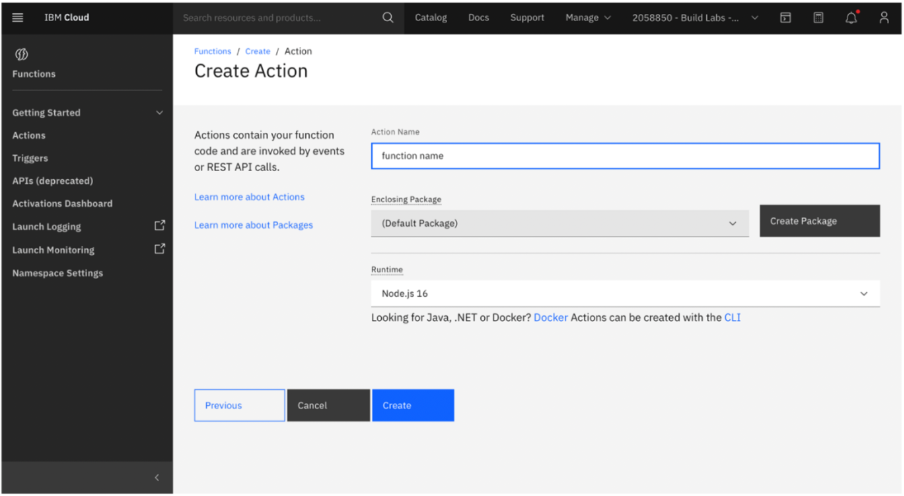 IBM Cloud
Search resources and products...
Catalog
Docs
Support
Manage
2058850 - Build Labs -...
Functions
Getting Started
Actions
Triggers
APIs (deprecated)
Activations Dashboard
Launch Logging
Launch Monitoring
Namespace Settings
Functions / Create / Action
Create Action
Actions contain your function
code and are invoked by events
or REST API calls.
Learn more about Actions
Learn more about Packages
Action Name
function name
Enclosing Package
(Default Package)
Create Package
Runtime
Node.js 16
Looking for Java, .NET or Docker? Docker Actions can be created with the CLI
Previous
Cancel
Create